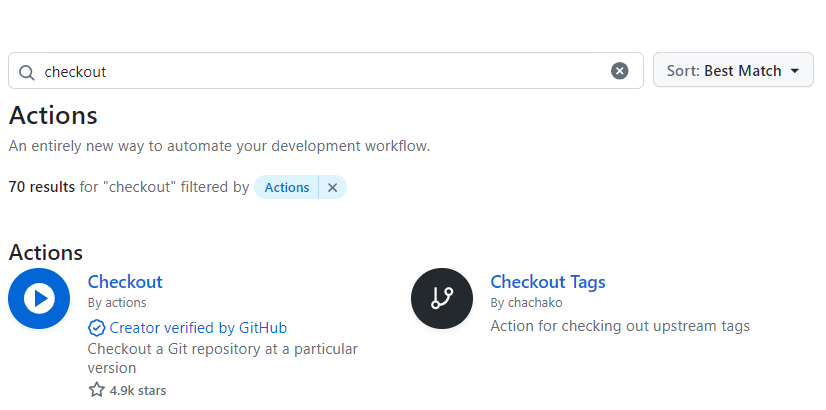 checkout
Sort: Best Match
Actions
An entirely new way to automate your development workflow.
70 results for "checkout" filtered by Actions
Actions
Checkout
By actions
Creator verified by GitHub
Checkout a Git repository at a particular
version
4.9k stars
Checkout Tags
By chachako
Action for checking out upstream tags